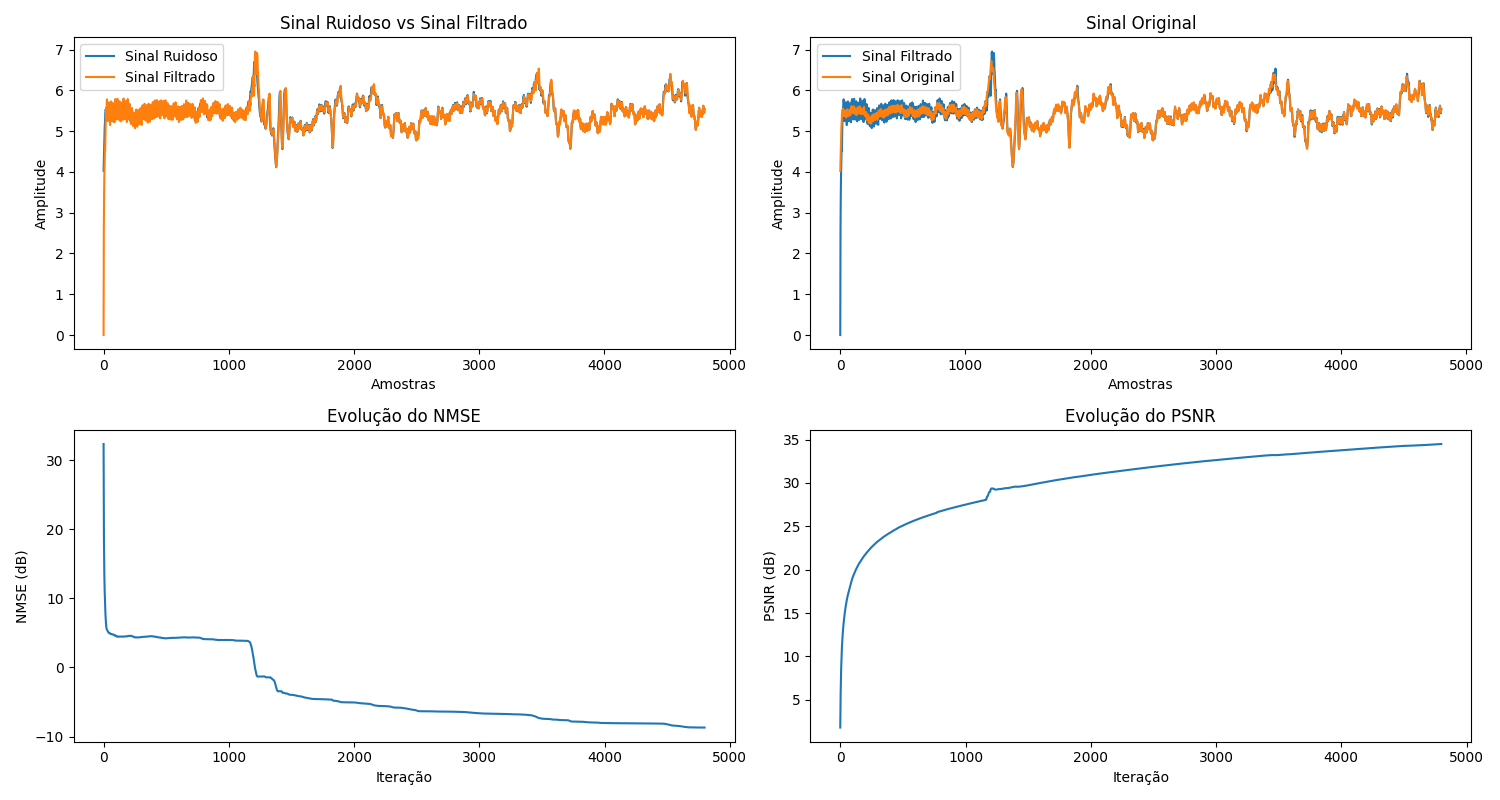 Sinal Ruidoso vs Sinal Filtrado
Sinal Ruidoso
Sinal Filtrado
7
6
5
4
3
2
1
0
Amplitude
0 1000 2000 3000 4000 5000
Amostras
Sinal Original
Sinal Filtrado
Sinal Original
7
6
5
4
3
2
1
0
Amplitude
0 1000 2000 3000 4000 5000
Amostras
Evolução do NMSE
30
20
10
0
−10
NMSE (dB)
0 1000 2000 3000 4000 5000
Iteração
Evolução do PSNR
35
30
25
20
15
10
5
PSNR (dB)
0 1000 2000 3000 4000 5000
Iteração